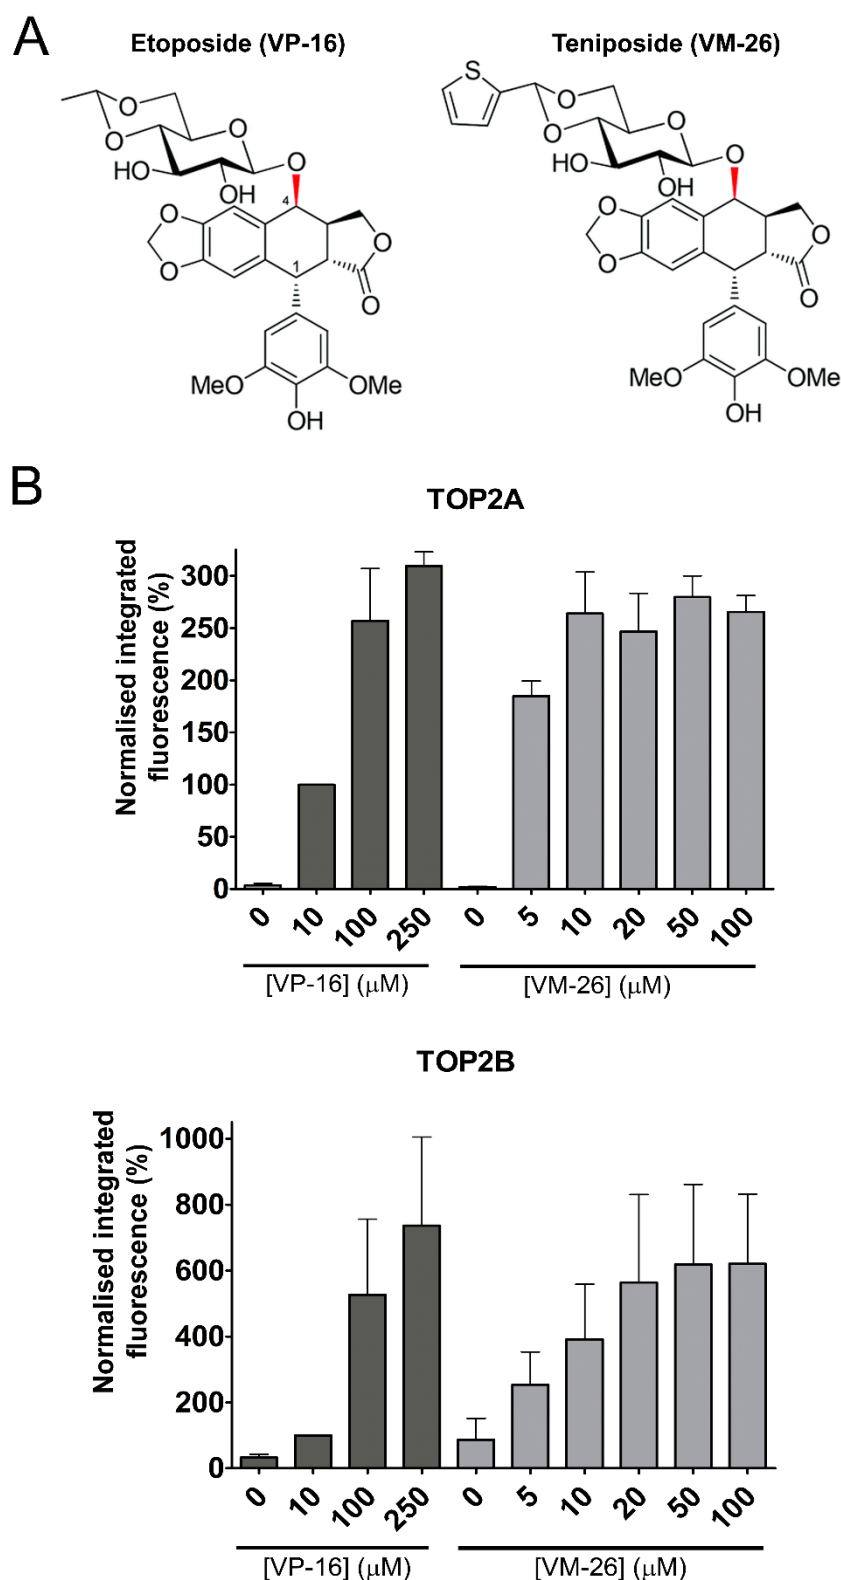 A
Etoposide (VP-16)
Teniposide (VM-26)
S
O
O
O
O
HO
OH
4
O
O
1
O
O
MeO
OMe
OH
O
O
O
O
HO
OH
O
O
O
O
MeO
OMe
OH
B
TOP2A
Normalised integrated
fluorescence (%)
300
250
200
150
100
50
0
0 10 100 250 0 5 10 20 50 100
[VP-16] (μM) [VM-26] (μM)
TOP2B
Normalised integrated
fluorescence (%)
1000
800
600
400
200
0
0 10 100 250 0 5 10 20 50 100
[VP-16] (μM) [VM-26] (μM)